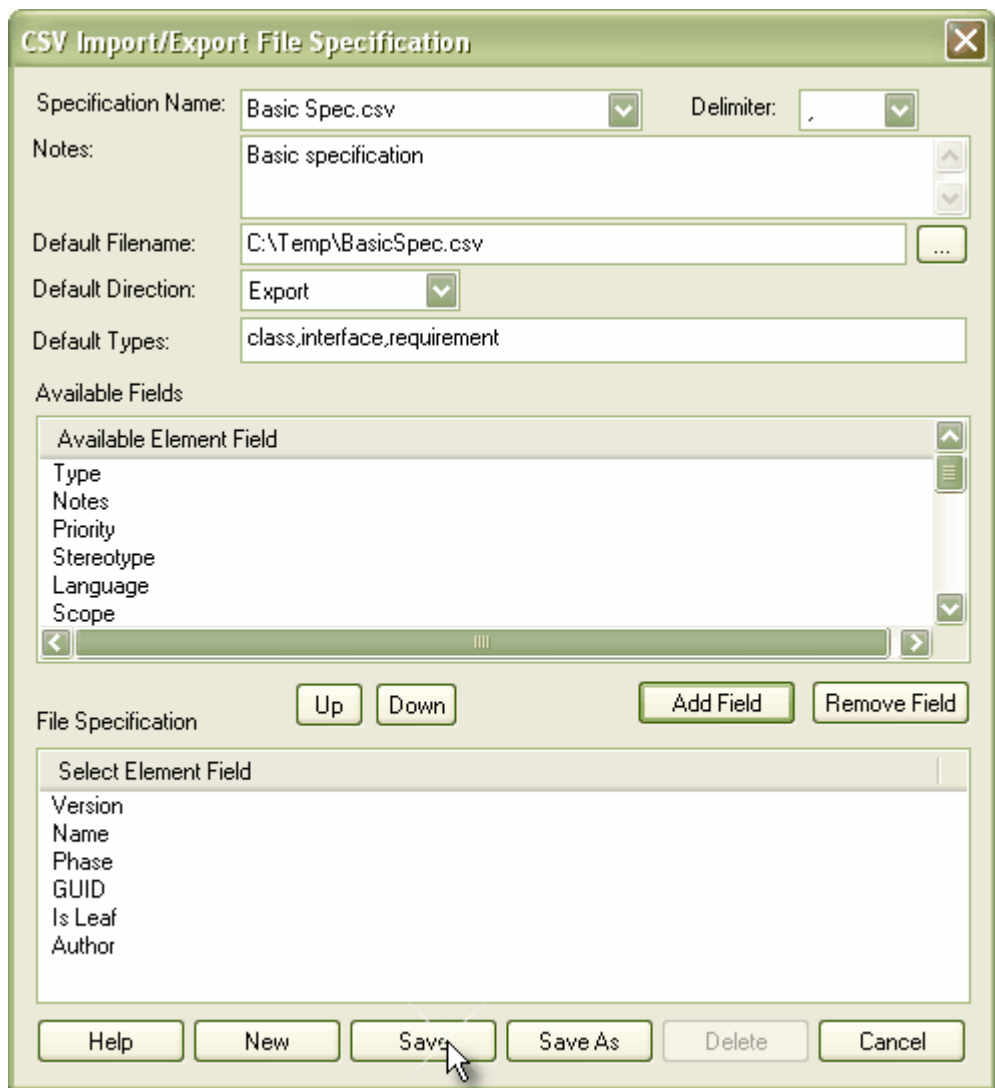 CSV Import/Export File Specification
Specification Name: Basic Spec.csv Delimiter: ,
Notes: Basic specification
Default Filename: C:\Temp\BasicSpec.csv ...
Default Direction: Export
Default Types: class,interface,requirement
Available Fields
Available Element Field
Type
Notes
Priority
Stereotype
Language
Scope
Up Down Add Field Remove Field
File Specification
Select Element Field
Version
Name
Phase
GUID
Is Leaf
Author
Help New Save Save As Delete Cancel